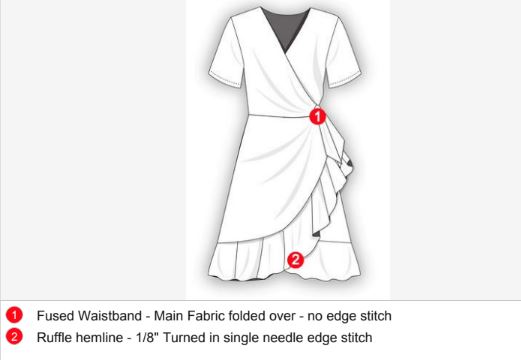 1
2
1 Fused Waistband - Main Fabric folded over - no edge stitch
2 Ruffle hemline - 1/8" Turned in single needle edge stitch